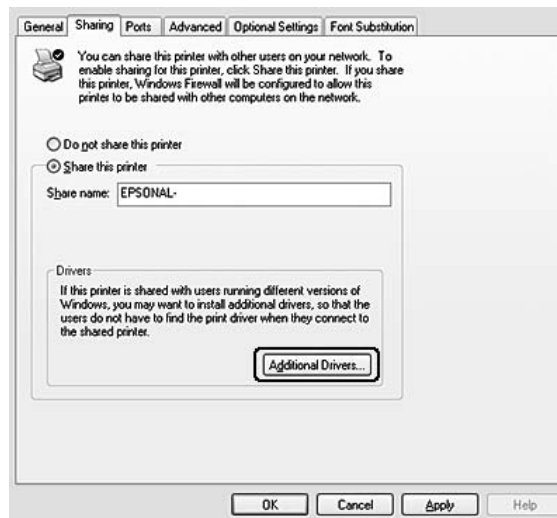 General Sharing Ports Advanced Optional Settings Font Substitution
You can share this printer with other users on your network. To
enable sharing for this printer, click Share this printer. If you share
this printer, Windows Firewall will be configured to allow this
printer to be shared with other computers on the network.
Do not share this printer
Share this printer
Share name: EPSONAL-
Drivers
If this printer is shared with users running different versions of
Windows, you may want to install additional drivers, so that the
users do not have to find the print driver when they connect to
the shared printer.
Additional Drivers...
OK Cancel Apply Help